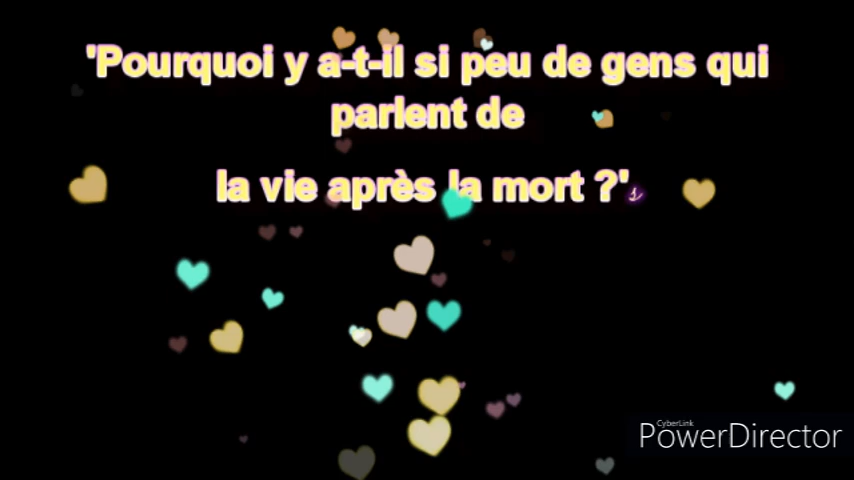 'Pourquoi y a-t-il si peu de gens qui
parlent de
la vie après la mort ?'
CyberLink
PowerDirector